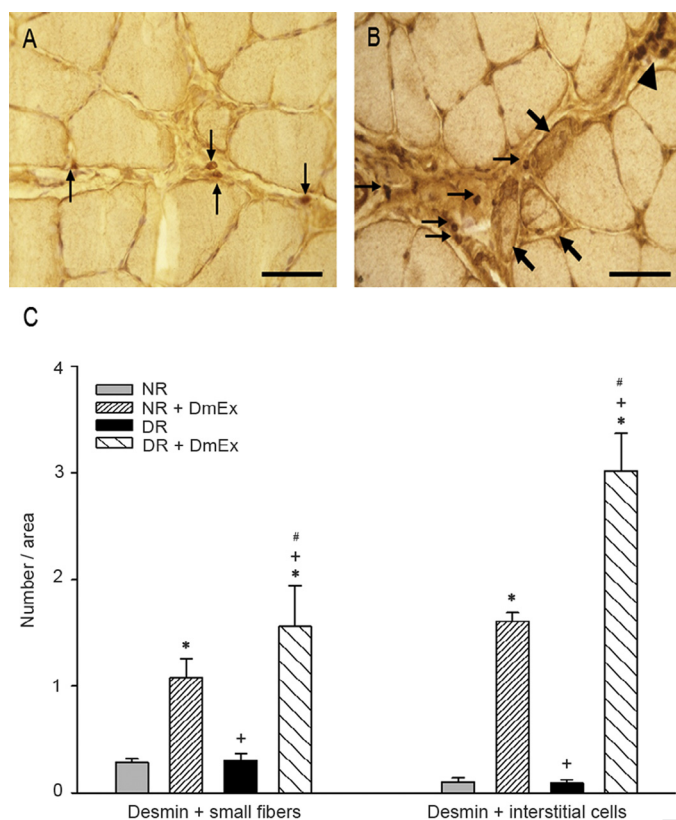 A
B
C
4
NR
NR + DmEx
DR
DR + DmEx
#
+
*
3
Number / area
2
#
+
*
*
*
1
+
+
0
Desmin + small fibers
Desmin + interstitial cells